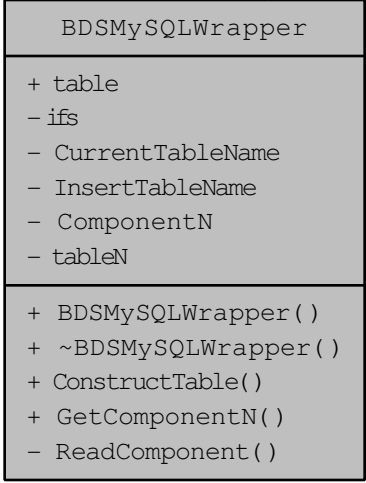 BDSMySQLWrapper
+ table
- ifs
- CurrentTableName
- InsertTableName
- ComponentN
- tableN
+ BDSMySQLWrapper()
+ ~BDSMySQLWrapper()
+ ConstructTable()
+ GetComponentN()
- ReadComponent()